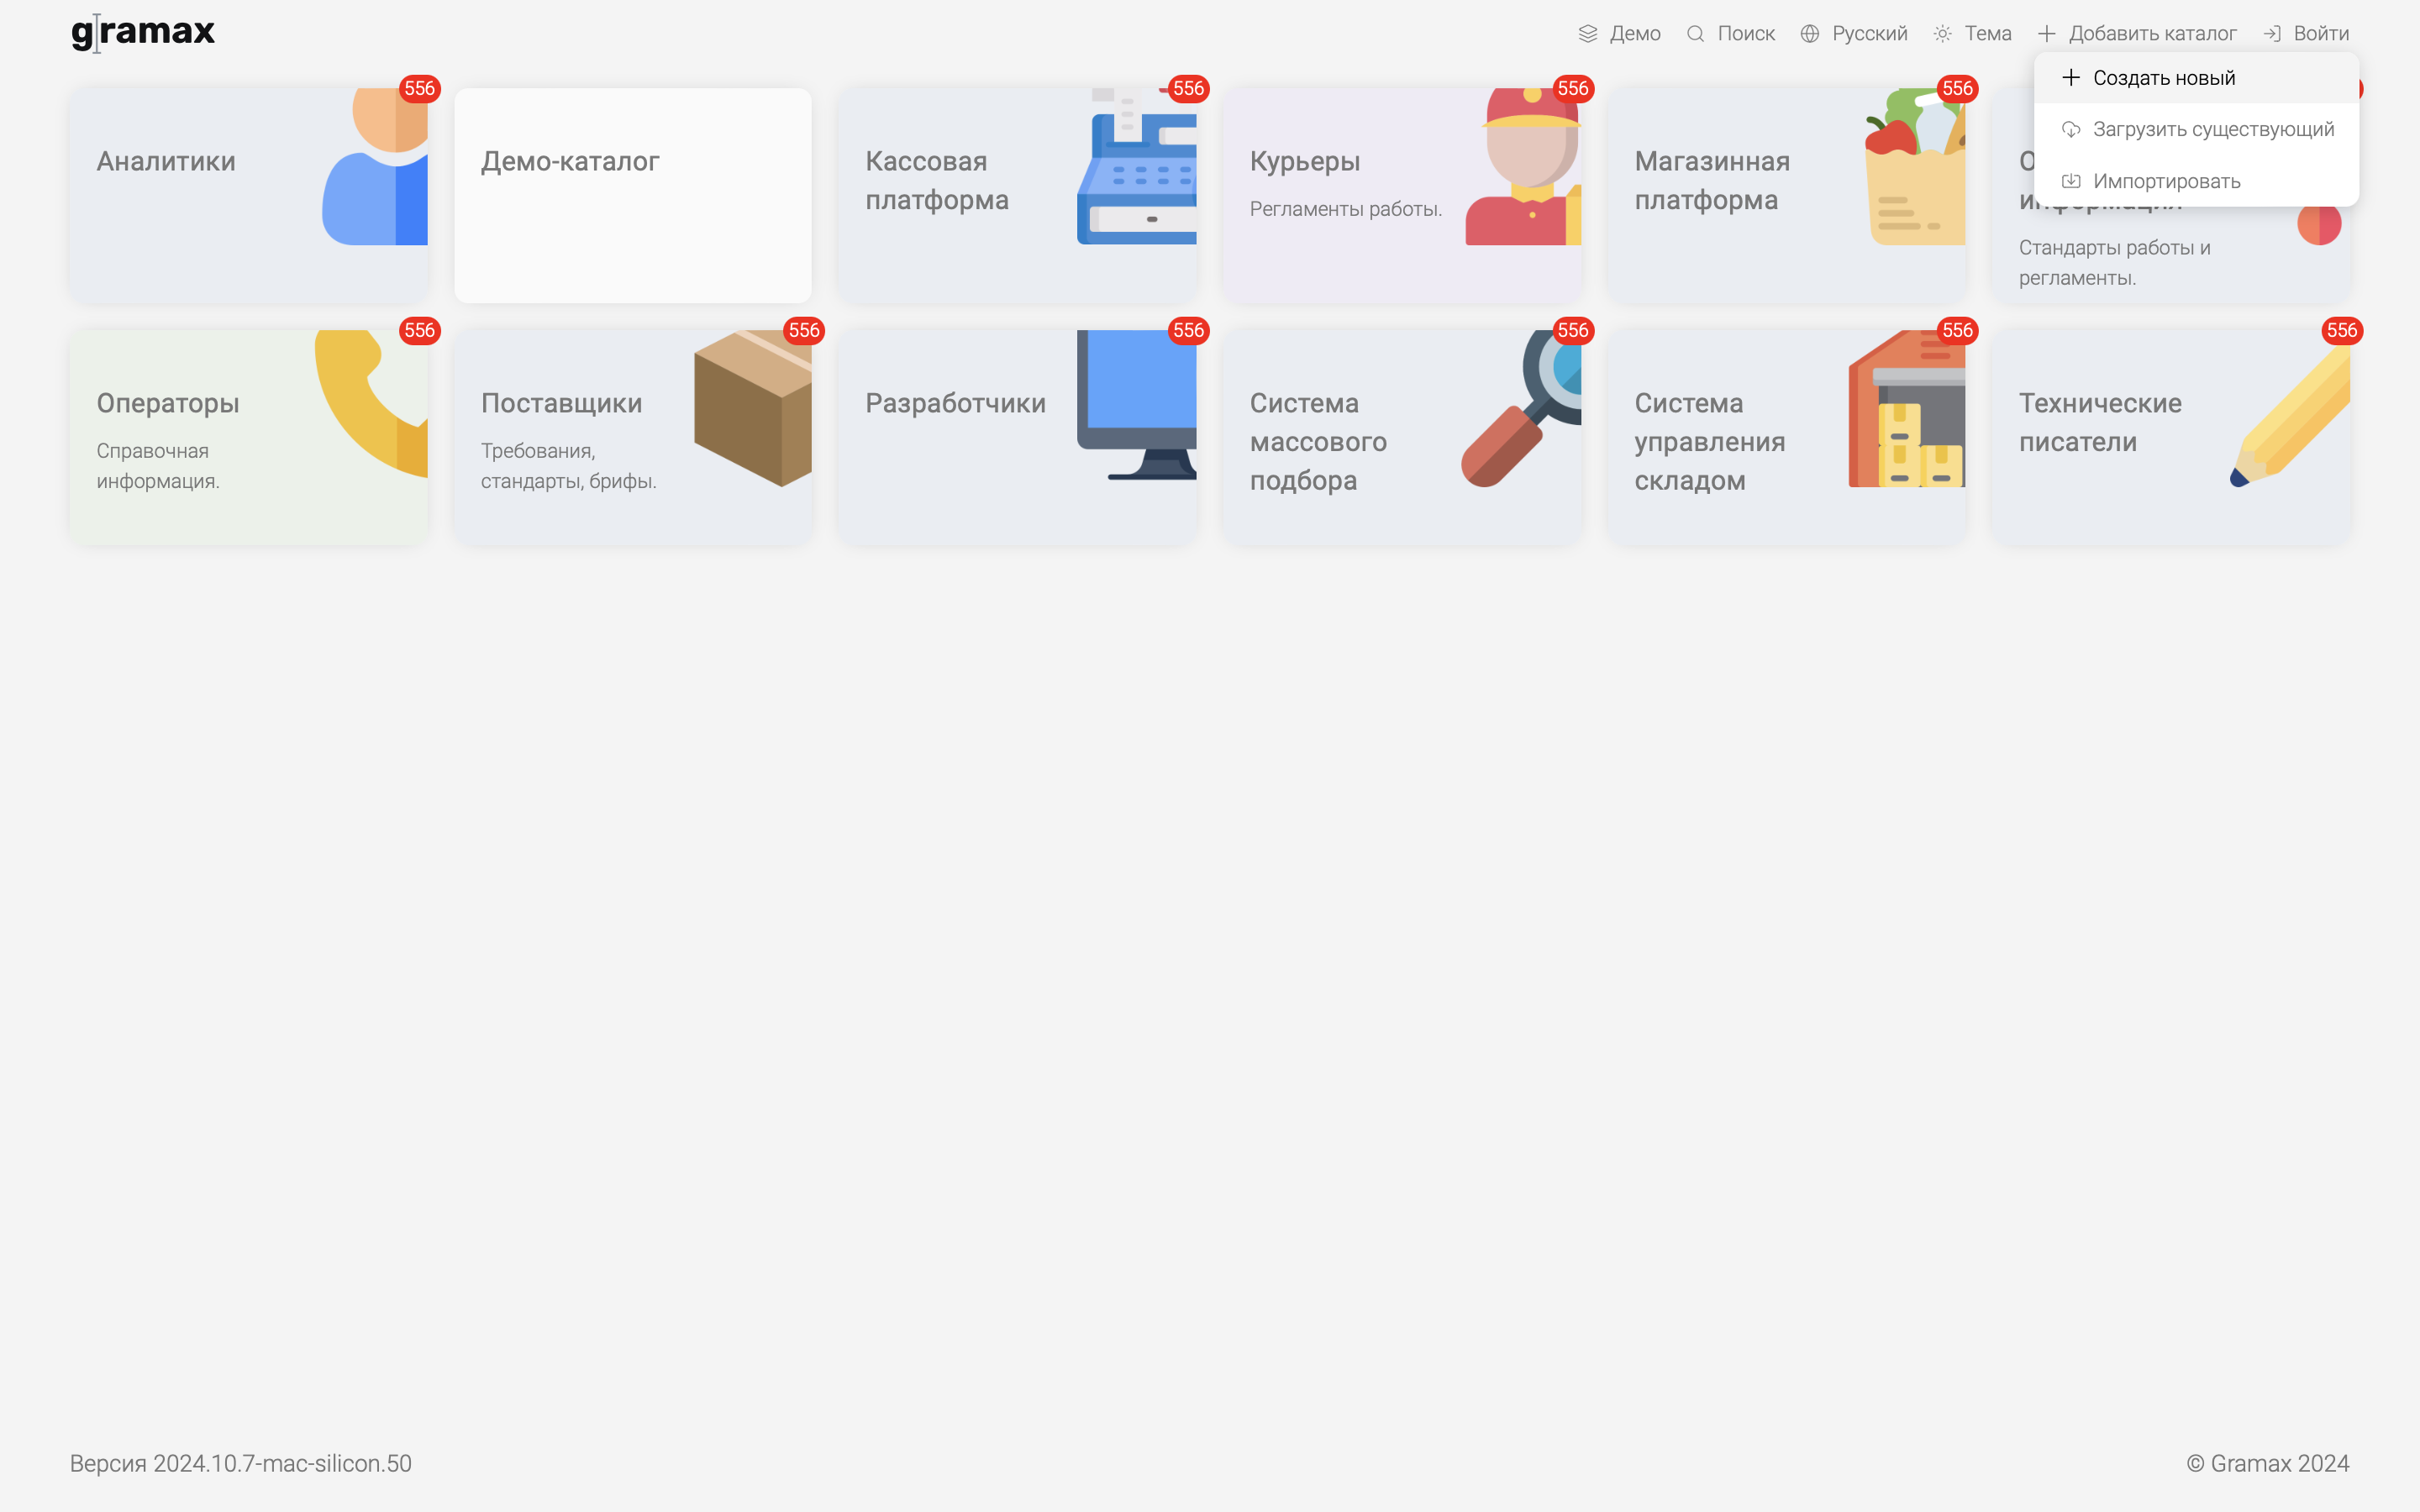 gramax
Демо
Поиск
Русский
Тема
Добавить каталог
Войти
Создать новый
Загрузить существующий
Импортировать
556
Аналитики
Демо-каталог
556
Кассовая
платформа
556
Курьеры
Регламенты работы.
556
Магазинная
платформа
Стандарты работы и
регламенты.
556
Операторы
Справочная
информация.
556
Поставщики
Требования,
стандарты, брифы.
556
Разработчики
556
Система
массового
подбора
556
Система
управления
складом
556
Технические
писатели
Версия 2024.10.7-mac-silicon.50
© Gramax 2024